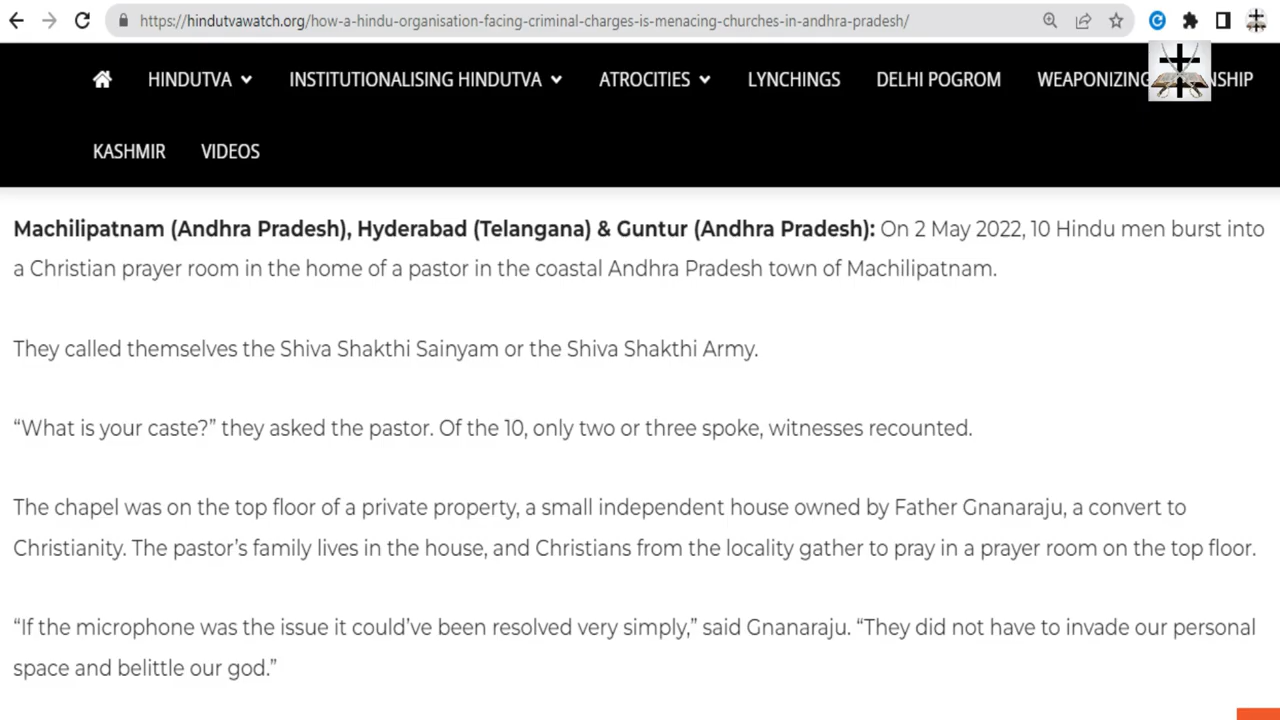 https://hindutvawatch.org/how-a-hindu-organisation-facing-criminal-charges-is-menacing-churches-in-andhra-pradesh/
HINDUTVA INSTITUTIONALISING HINDUTVA ATROCITIES LYNCHINGS DELHI POGROM WEAPONIZING NSHIP
KASHMIR VIDEOS
Machilipatnam (Andhra Pradesh), Hyderabad (Telangana) & Guntur (Andhra Pradesh): On 2 May 2022, 10 Hindu men burst into
a Christian prayer room in the home of a pastor in the coastal Andhra Pradesh town of Machilipatnam.
They called themselves the Shiva Shakthi Sainyam or the Shiva Shakthi Army.
“What is your caste?” they asked the pastor. Of the 10, only two or three spoke, witnesses recounted.
The chapel was on the top floor of a private property, a small independent house owned by Father Gnanaraju, a convert to
Christianity. The pastor’s family lives in the house, and Christians from the locality gather to pray in a prayer room on the top floor.
“If the microphone was the issue it could’ve been resolved very simply,” said Gnanaraju. “They did not have to invade our personal
space and belittle our god.”